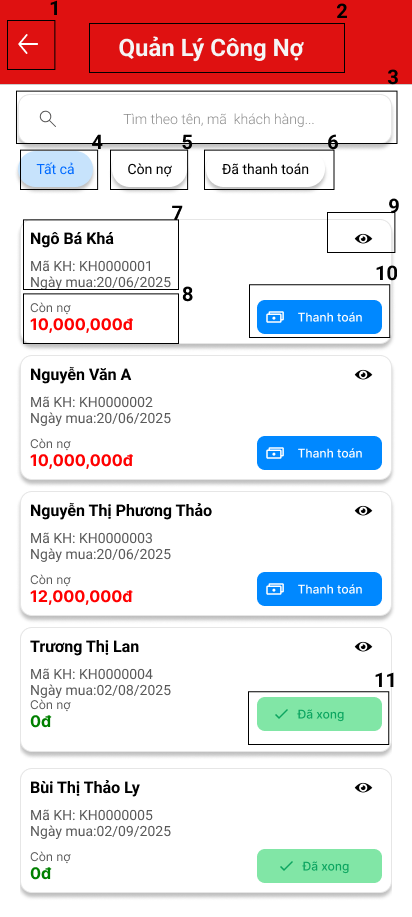 1
2
Quản Lý Công Nợ
3
Tìm theo tên, mã khách hàng...
4
5
6
Tất cả
Còn nợ
Đã thanh toán
7
9
Ngô Bá Khá
Mã KH: KH0000001
Ngày mua:20/06/2025
10
8
Còn nợ
10,000,000đ
Thanh toán
Nguyễn Văn A
Mã KH: KH0000002
Ngày mua:20/06/2025
Còn nợ
10,000,000đ
Thanh toán
Nguyễn Thị Phương Thảo
Mã KH: KH0000003
Ngày mua:20/06/2025
Còn nợ
12,000,000đ
Thanh toán
Trương Thị Lan
Mã KH: KH0000004
Ngày mua:02/08/2025
11
Còn nợ
0đ
Đã xong
Bùi Thị Thảo Ly
Mã KH: KH0000005
Ngày mua:02/09/2025
Còn nợ
0đ
Đã xong